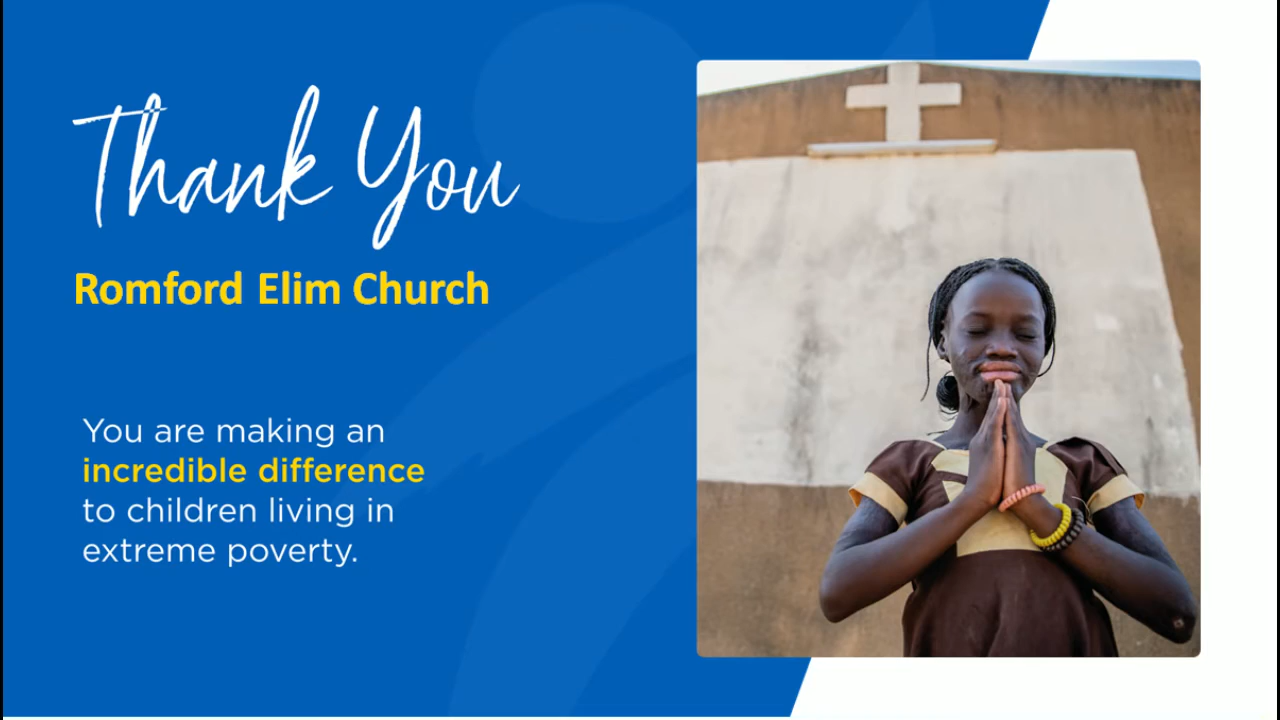 Thank You
Romford Elim Church
You are making an
incredible difference
to children living in
extreme poverty.